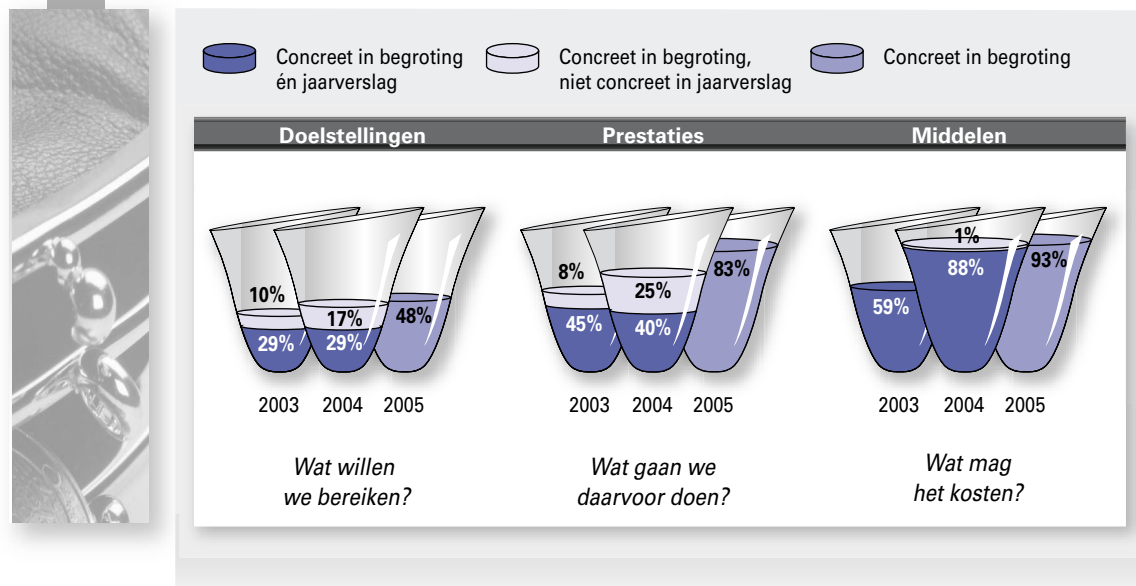 Concreet in begroting
én jaarverslag
Concreet in begroting,
niet concreet in jaarverslag
Concreet in begroting
Doelstellingen
10%
29%
17%
29%
48%
2003 2004 2005
Wat willen
we bereiken?
Prestaties
8%
45%
25%
40%
83%
2003 2004 2005
Wat gaan we
daarvoor doen?
Middelen
59%
1%
88%
93%
2003 2004 2005
Wat mag
het kosten?